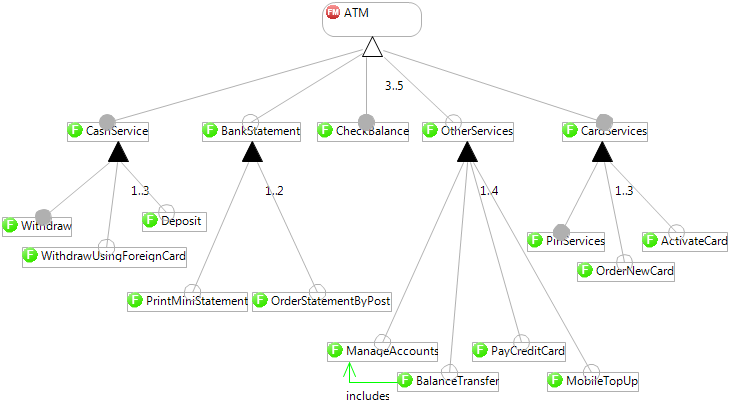 FM ATM
3..5
F CashService
F BankStatement
F CheckBalance
F OtherServices
F CardServices
1..3
1..2
1..4
1..3
F Withdraw
F Deposit
F WithdrawUsingForeignCard
F PinServices
F ActivateCard
F OrderNewCard
F PrintMiniStatement
F OrderStatementByPost
F ManageAccounts
F PayCreditCard
F BalanceTransfer
F MobileTopUp
includes